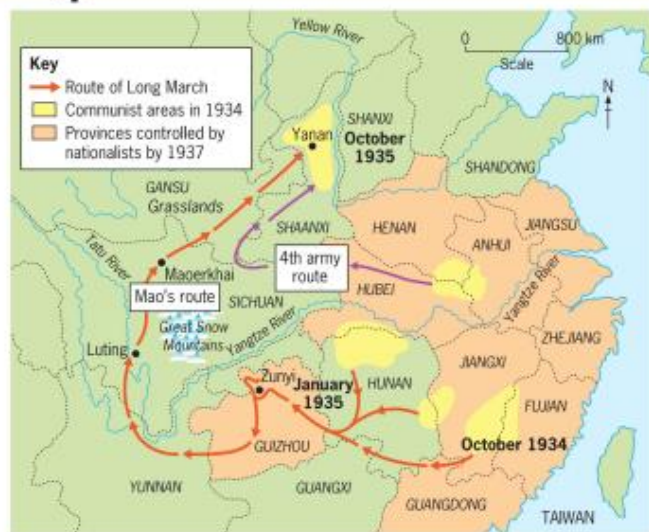 Yellow River
0 800 km
Scale
N
Key
Route of Long March
Communist areas in 1934
Provinces controlled by
nationalists by 1937
SHANXI
Yanan
October
1935
SHANDONG
GANSU
Grasslands
SHAANXI
HENAN
JIANGSU
ANHUI
Tatu River
4th army
route
Maoerkhai
Mao's route
SICHUAN
HUBEI
Yangtze River
Great Snow
Mountains
Yangtze River
ZHEJIANG
Luting
JIANGXI
Zunyi
January
1935
HUNAN
FUJIAN
GUIZHOU
October 1934
YUNNAN
GUANGXI
GUANGDONG
TAIWAN